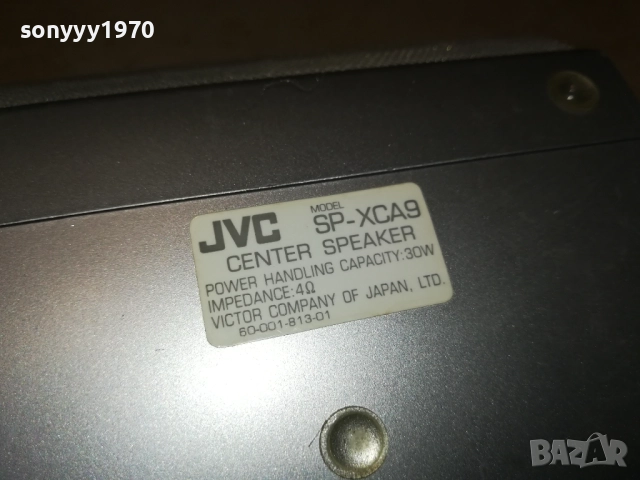 sonyyy1970
JVC MODEL SP-XCA9
CENTER SPEAKER
POWER HANDLING CAPACITY:30W
IMPEDANCE:4Ω
VICTOR COMPANY OF JAPAN, LTD.
60-001-813-01
BAZAR
bg